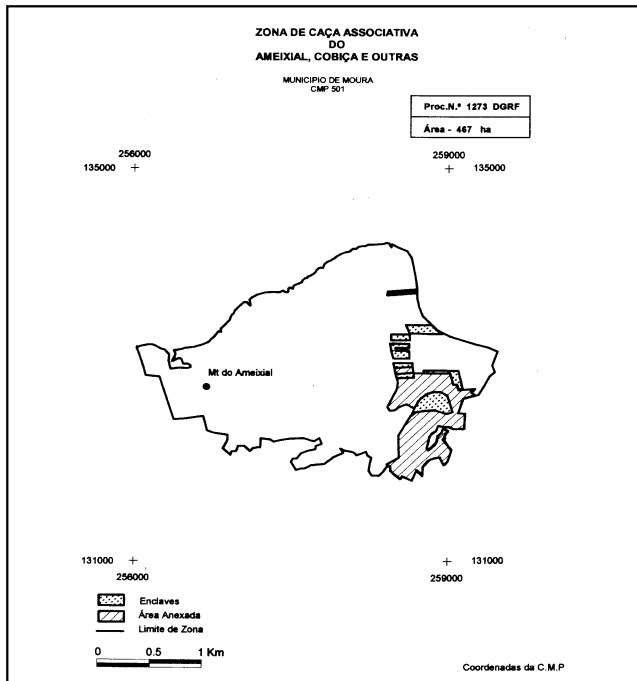 ZONA DE CAÇA ASSOCIATIVA
DO
AMEIXIAL, COBIÇA E OUTRAS
MUNICIPIO DE MOURA
CMP 501
Proc.N.º 1273 DGRF
Área - 467 ha
256000
135000
259000
135000
Mt do Ameixial
131000
256000
131000
259000
Enclaves
Área Anexada
Limite de Zona
0 0.5 1 Km
Coordenadas da C.M.P